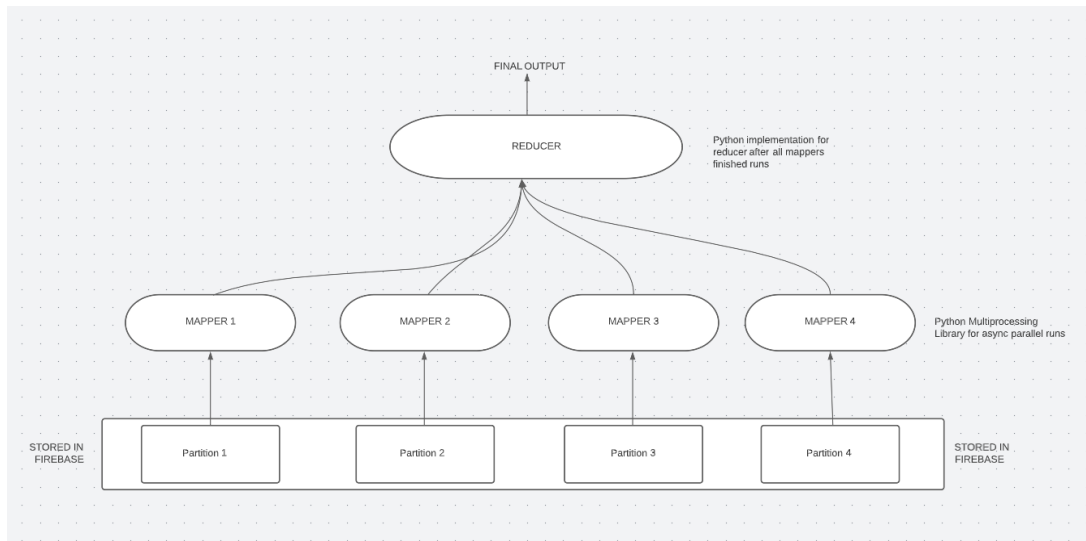 FINAL OUTPUT
REDUCER
Python implementation for
reducer after all mappers
finished runs
MAPPER 1
MAPPER 2
MAPPER 3
MAPPER 4
Python Multiprocessing
Library for async parallel runs
STORED IN
FIREBASE
Partition 1
Partition 2
Partition 3
Partition 4
STORED IN
FIREBASE